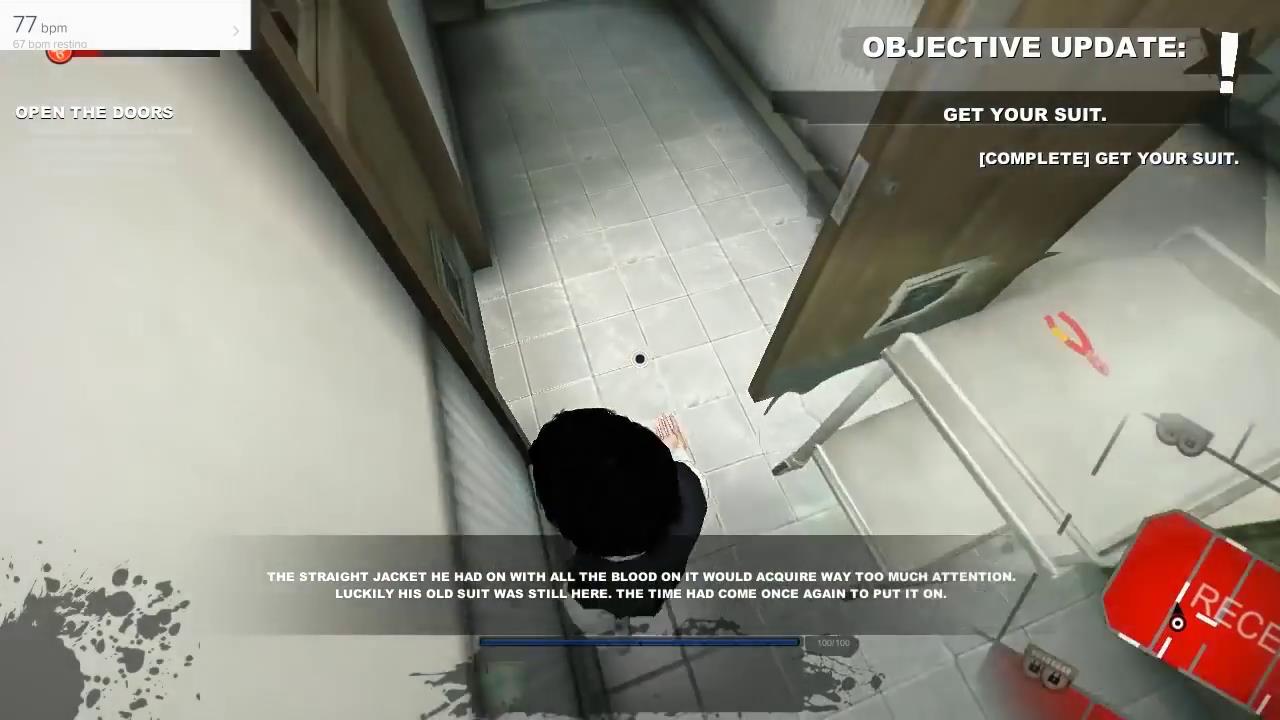 77 bpm
67 bpm resting
OPEN THE DOORS
OBJECTIVE UPDATE:
GET YOUR SUIT.
[COMPLETE] GET YOUR SUIT.
THE STRAIGHT JACKET HE HAD ON WITH ALL THE BLOOD ON IT WOULD ACQUIRE WAY TOO MUCH ATTENTION.
LUCKILY HIS OLD SUIT WAS STILL HERE. THE TIME HAD COME ONCE AGAIN TO PUT IT ON.
100/100
RECE